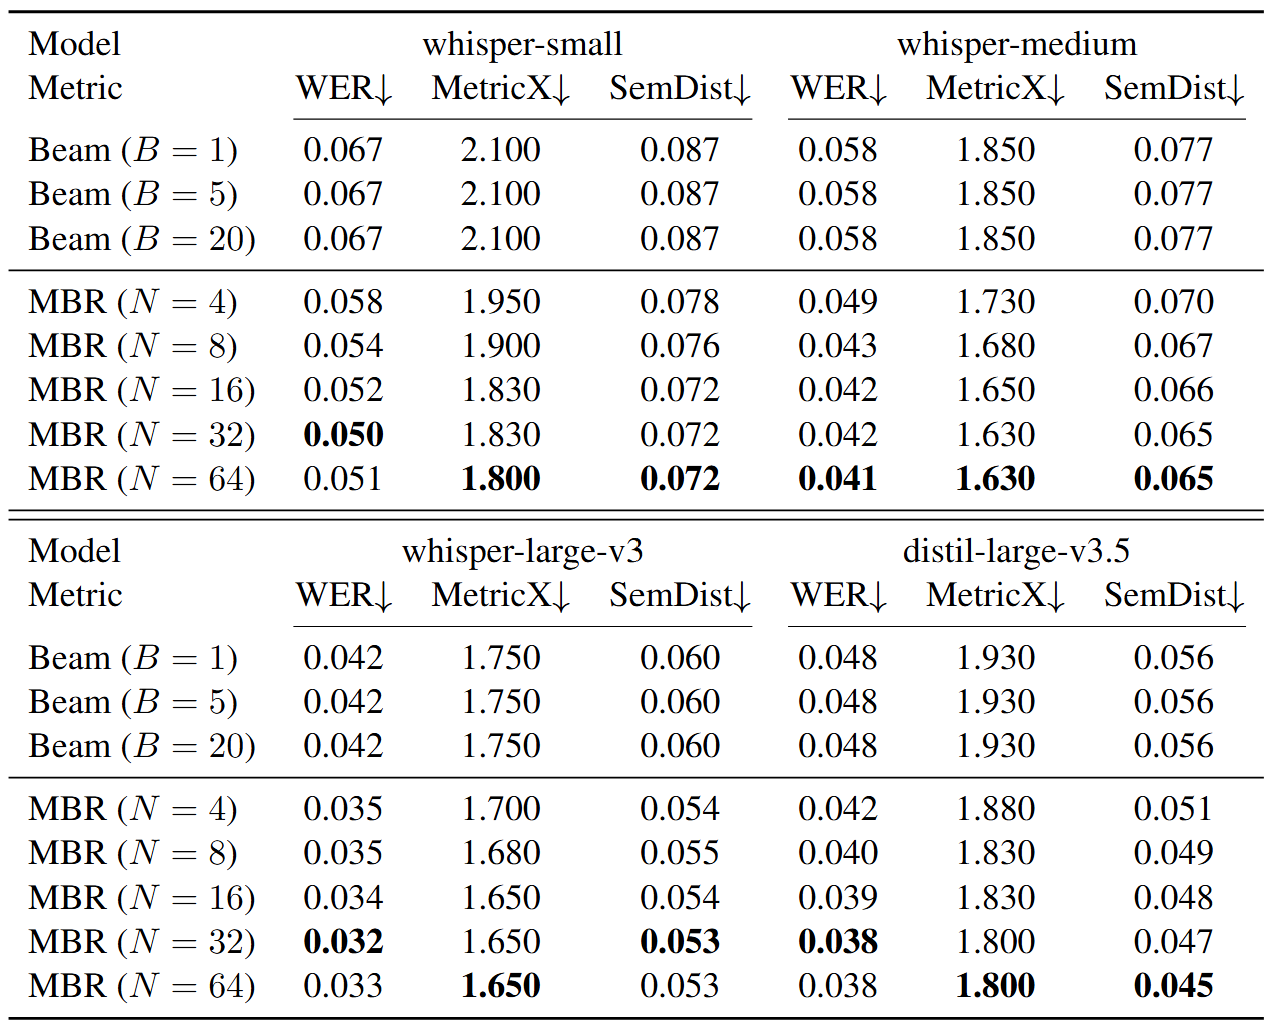 Model whisper-small whisper-medium
Metric WER↓ MetricX↓ SemDist↓ WER↓ MetricX↓ SemDist↓
Beam (B = 1) 0.067 2.100 0.087 0.058 1.850 0.077
Beam (B = 5) 0.067 2.100 0.087 0.058 1.850 0.077
Beam (B = 20) 0.067 2.100 0.087 0.058 1.850 0.077
MBR (N = 4) 0.058 1.950 0.078 0.049 1.730 0.070
MBR (N = 8) 0.054 1.900 0.076 0.043 1.680 0.067
MBR (N = 16) 0.052 1.830 0.072 0.042 1.650 0.066
MBR (N = 32) 0.050 1.830 0.072 0.042 1.630 0.065
MBR (N = 64) 0.051 1.800 0.072 0.041 1.630 0.065
Model whisper-large-v3 distil-large-v3.5
Metric WER↓ MetricX↓ SemDist↓ WER↓ MetricX↓ SemDist↓
Beam (B = 1) 0.042 1.750 0.060 0.048 1.930 0.056
Beam (B = 5) 0.042 1.750 0.060 0.048 1.930 0.056
Beam (B = 20) 0.042 1.750 0.060 0.048 1.930 0.056
MBR (N = 4) 0.035 1.700 0.054 0.042 1.880 0.051
MBR (N = 8) 0.035 1.680 0.055 0.040 1.830 0.049
MBR (N = 16) 0.034 1.650 0.054 0.039 1.830 0.048
MBR (N = 32) 0.032 1.650 0.053 0.038 1.800 0.047
MBR (N = 64) 0.033 1.650 0.053 0.038 1.800 0.045